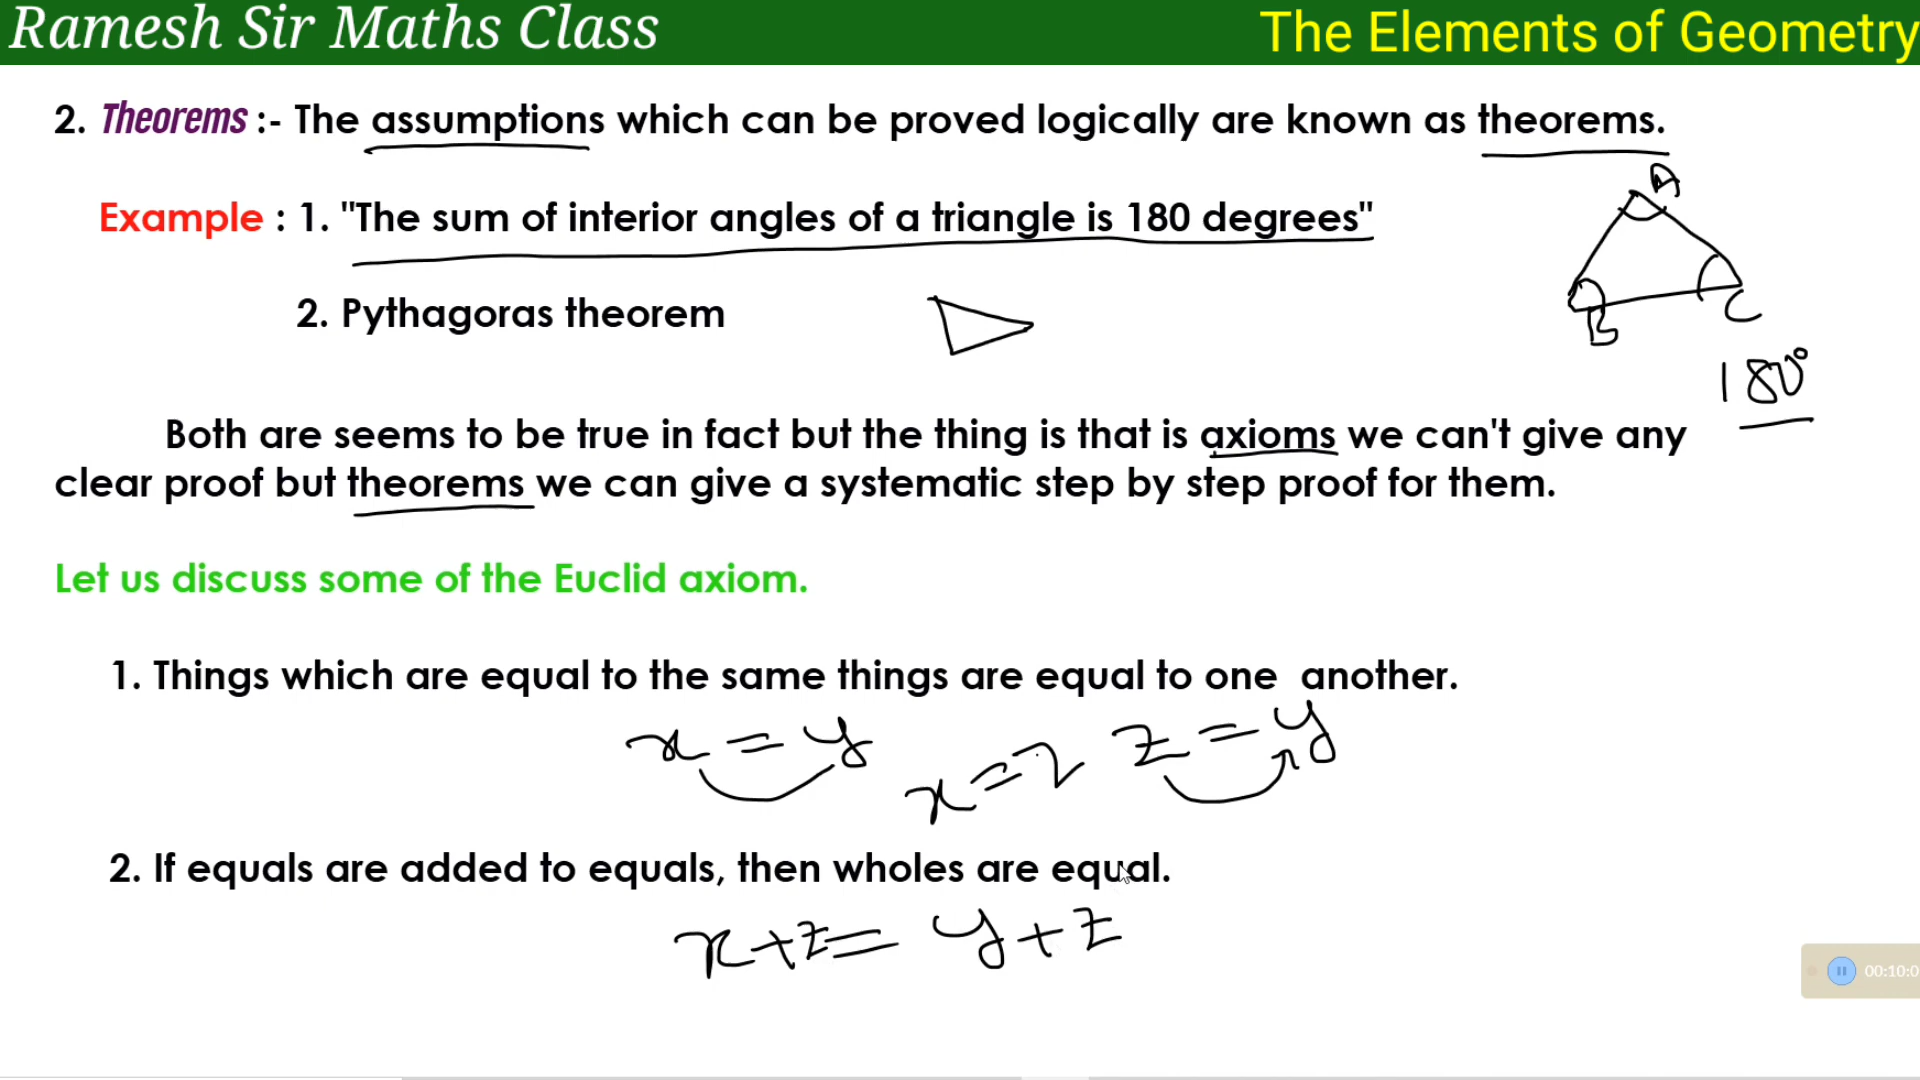 Ramesh Sir Maths Class
The Elements of Geometry
2. Theorems :- The assumptions which can be proved logically are known as theorems.
A
Example : 1. "The sum of interior angles of a triangle is 180 degrees"
B
C
2. Pythagoras theorem
180°
Both are seems to be true in fact but the thing is that is axioms we can't give any
clear proof but theorems we can give a systematic step by step proof for them.
Let us discuss some of the Euclid axiom.
1. Things which are equal to the same things are equal to one another.
x = y
z = y
x = z
2. If equals are added to equals, then wholes are equal.
x + z = y + z
00:10:0